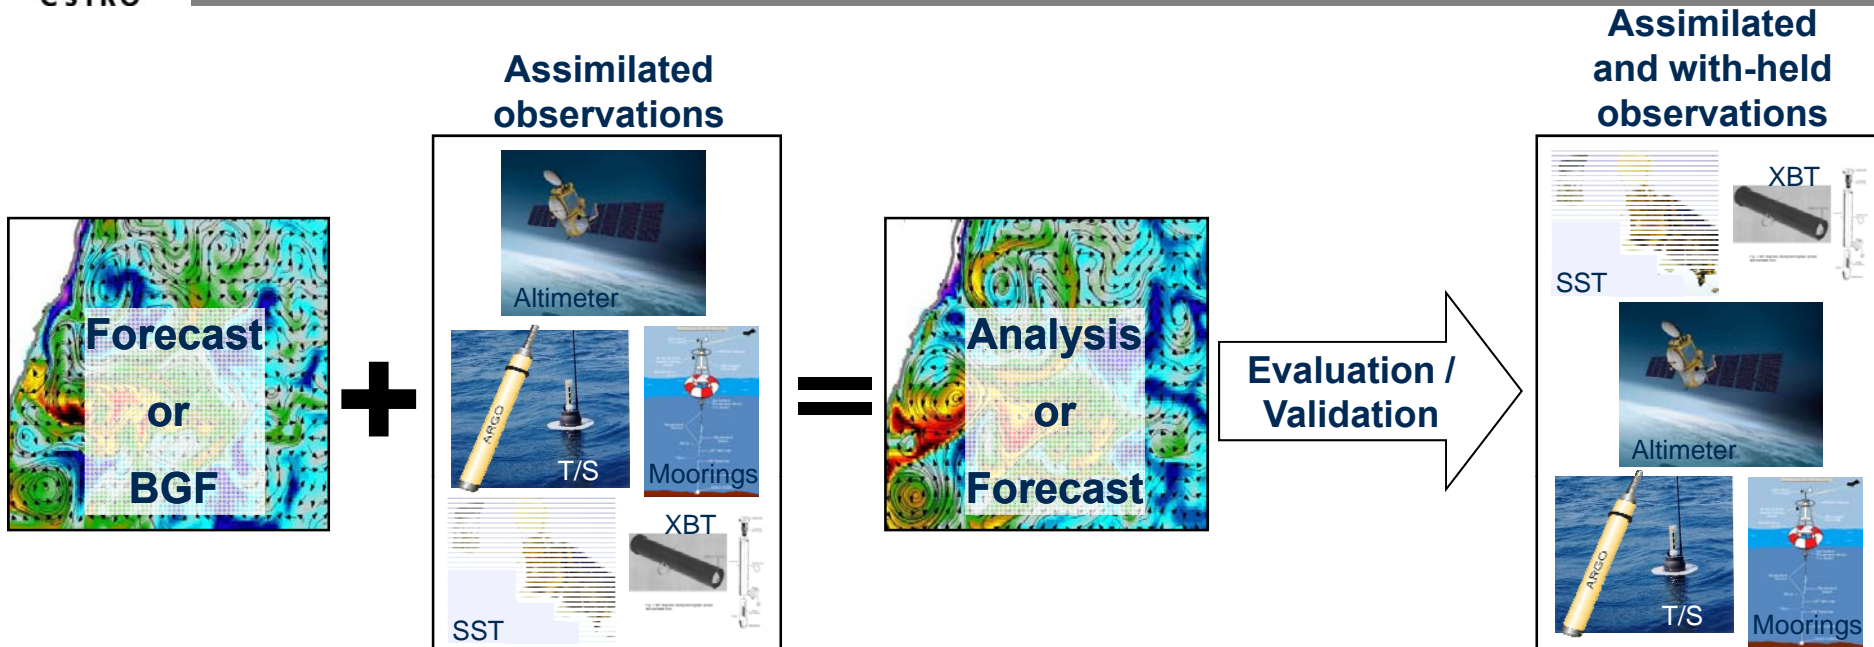 CSIRO
Assimilated
observations
Forecast
or
BGF
Altimeter
ARGO
T/S
Moorings
XBT
SST
Analysis
or
Forecast
Evaluation /
Validation
Assimilated
and with-held
observations
XBT
SST
Altimeter
ARGO
T/S
Moorings